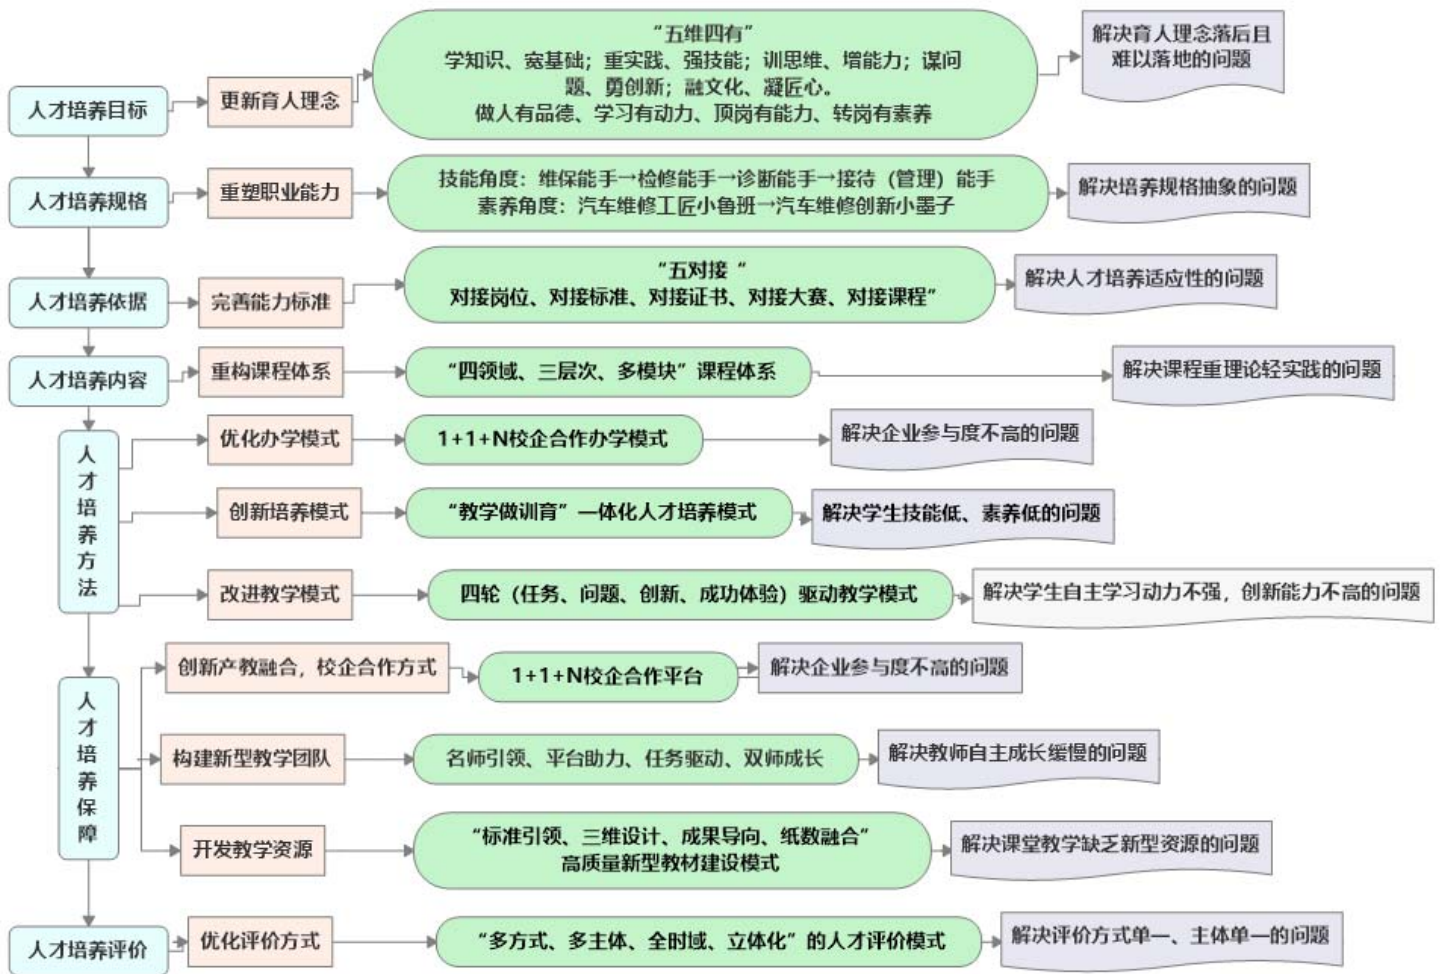 “五维四有”
学知识、宽基础；重实践、强技能；训思维、增能力；谋问
题、勇创新；融文化、凝匠心。
做人有品德、学习有动力、顶岗有能力、转岗有素养
解决育人理念落后且
难以落地的问题
人才培养目标
更新育人理念
人才培养规格
重塑职业能力
技能角度：维保能手→检修能手→诊断能手→接待（管理）能手
素养角度：汽车维修工匠小鲁班→汽车维修创新小墨子
解决培养规格抽象的问题
人才培养依据
完善能力标准
“五对接 “
对接岗位、对接标准、对接证书、对接大赛、对接课程”
解决人才培养适应性的问题
人才培养内容
重构课程体系
“四领域、三层次、多模块”课程体系
解决课程重理论轻实践的问题
人才培养方法
优化办学模式
1+1+N校企合作办学模式
解决企业参与度不高的问题
创新培养模式
“教学做训育”一体化人才培养模式
解决学生技能低、素养低的问题
改进教学模式
四轮（任务、问题、创新、成功体验）驱动教学模式
解决学生自主学习动力不强，创新能力不高的问题
人才培养保障
创新产教融合，校企合作方式
1+1+N校企合作平台
解决企业参与度不高的问题
构建新型教学团队
名师引领、平台助力、任务驱动、双师成长
解决教师自主成长缓慢的问题
开发教学资源
“标准引领、三维设计、成果导向、纸数融合”
高质量新型教材建设模式
解决课堂教学缺乏新型资源的问题
人才培养评价
优化评价方式
“多方式、多主体、全时域、立体化”的人才评价模式
解决评价方式单一、主体单一的问题